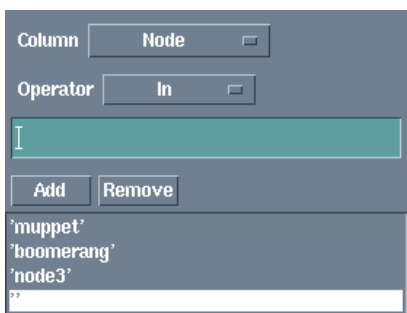 Column Node
Operator In
Add Remove
'muppet'
'boomerang'
'node3'
''